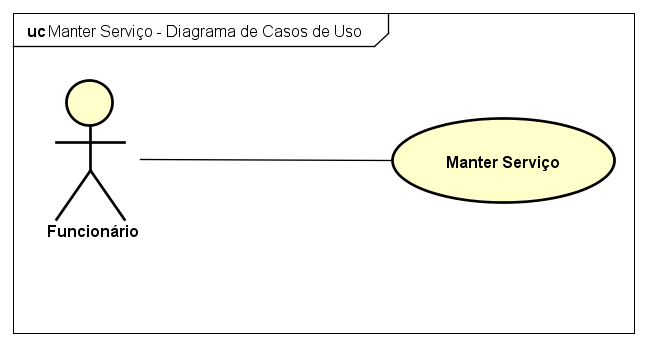 uc Manter Serviço - Diagrama de Casos de Uso
Manter Serviço
Funcionário